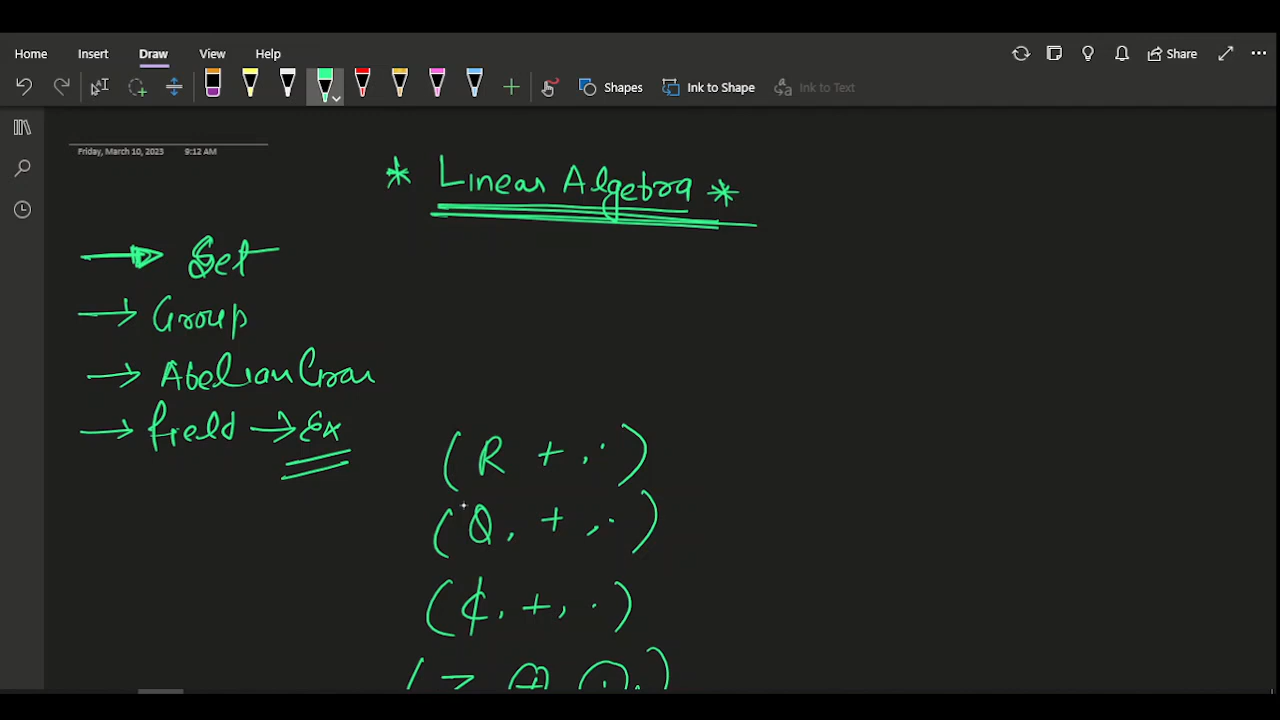 Home Insert Draw View Help Share
Shapes Ink to Shape Ink to Text
Friday, March 10, 2023 9:12 AM
* Linear Algebra *
→ Set
→ Group
→ Abelian Grou
→ field → Ex
(R + , ·)
(Q, + , ·)
(₵, +, ·)